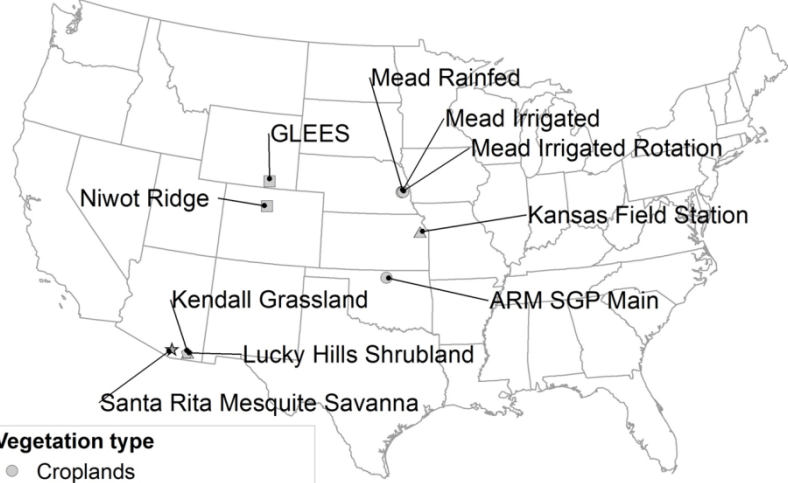 Mead Rainfed
Mead Irrigated
GLEES
Mead Irrigated Rotation
Niwot Ridge
Kansas Field Station
Kendall Grassland
ARM SGP Main
Lucky Hills Shrubland
Santa Rita Mesquite Savanna
Vegetation type
Croplands